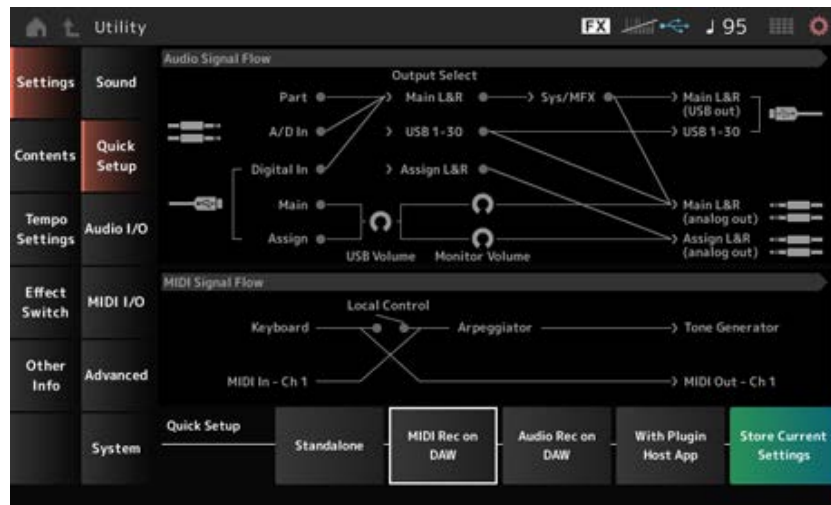 Utility
FX
♩ 95
Settings
Contents
Tempo
Settings
Effect
Switch
Other
Info
Sound
Quick
Setup
Audio I/O
MIDI I/O
Advanced
System
Audio Signal Flow
Output Select
Part
Main L&R
Sys/MFX
Main L&R
(USB out)
A/D In
USB 1-30
USB 1-30
Digital In
Assign L&R
Main
Main L&R
(analog out)
Assign
Assign L&R
(analog out)
USB Volume
Monitor Volume
MIDI Signal Flow
Local Control
Keyboard
Arpeggiator
Tone Generator
MIDI In - Ch 1
MIDI Out - Ch 1
Quick Setup
Standalone
MIDI Rec on
DAW
Audio Rec on
DAW
With Plugin
Host App
Store Current
Settings